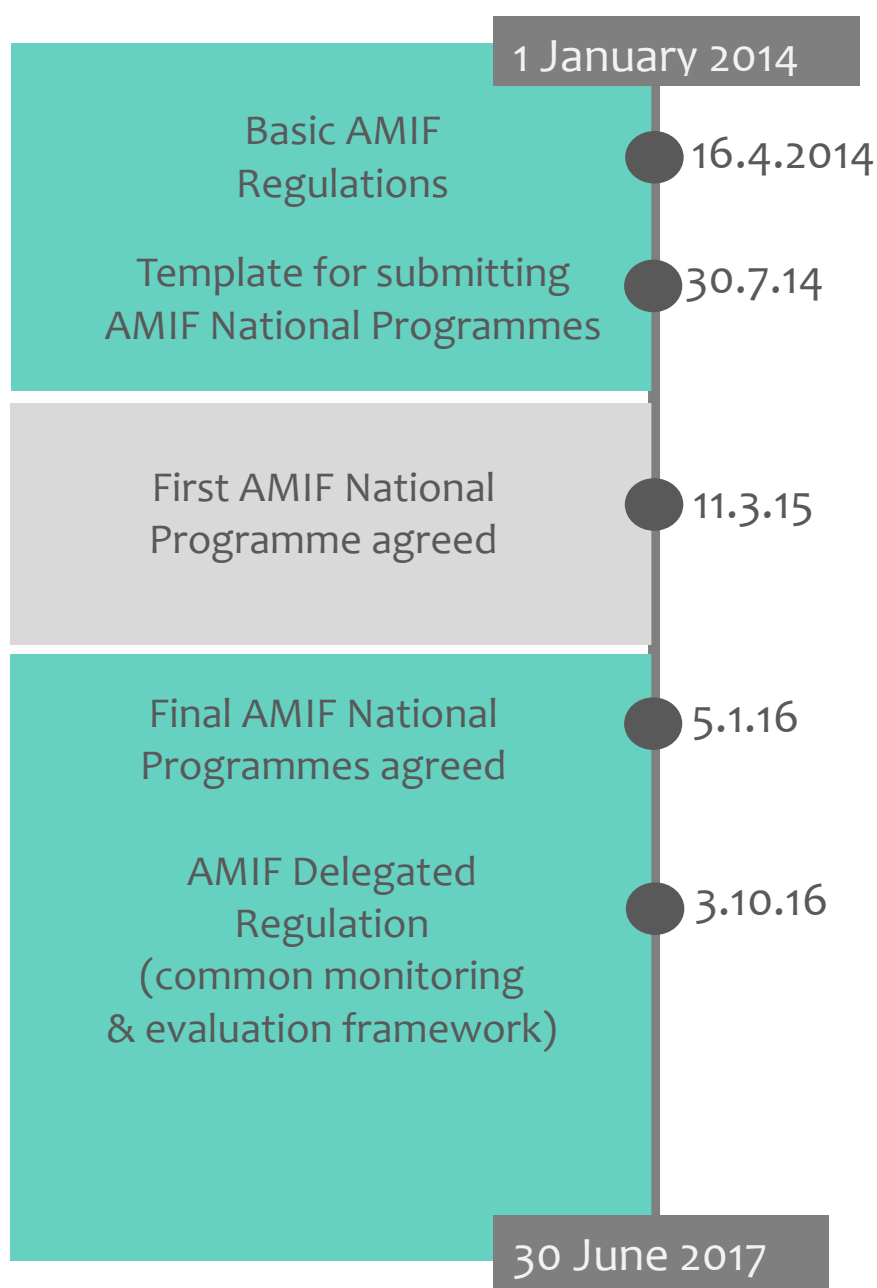 1 January 2014
Basic AMIF
Regulations
16.4.2014
Template for submitting
AMIF National Programmes
30.7.14
First AMIF National
Programme agreed
11.3.15
Final AMIF National
Programmes agreed
5.1.16
AMIF Delegated
Regulation
(common monitoring
& evaluation framework)
3.10.16
30 June 2017